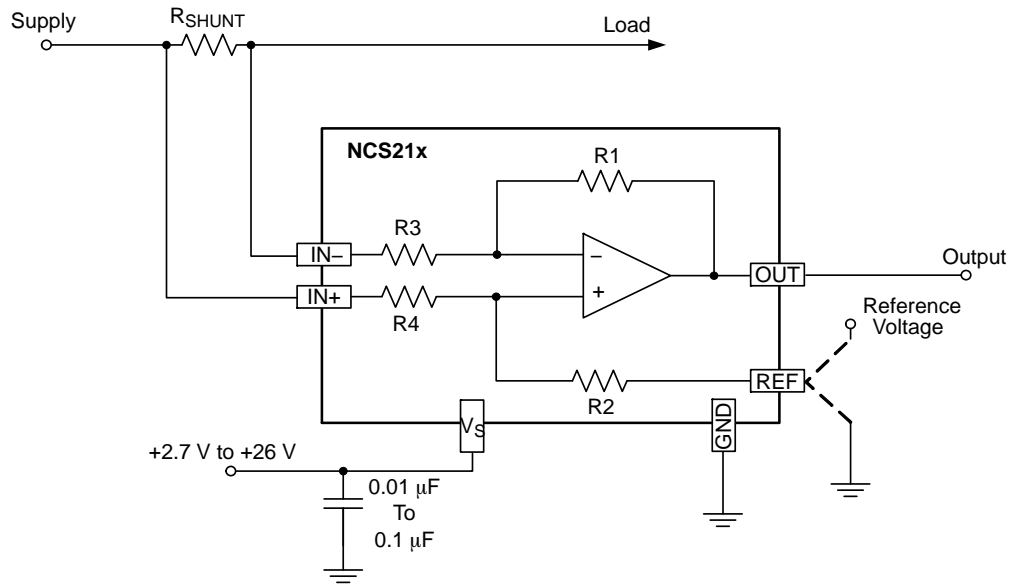 Supply
RSHUNT
Load
NCS21x
R1
R3
IN–
–
OUT
Output
IN+
+
R4
Reference
Voltage
REF
R2
VS
GND
+2.7 V to +26 V
0.01 μF
To
0.1 μF